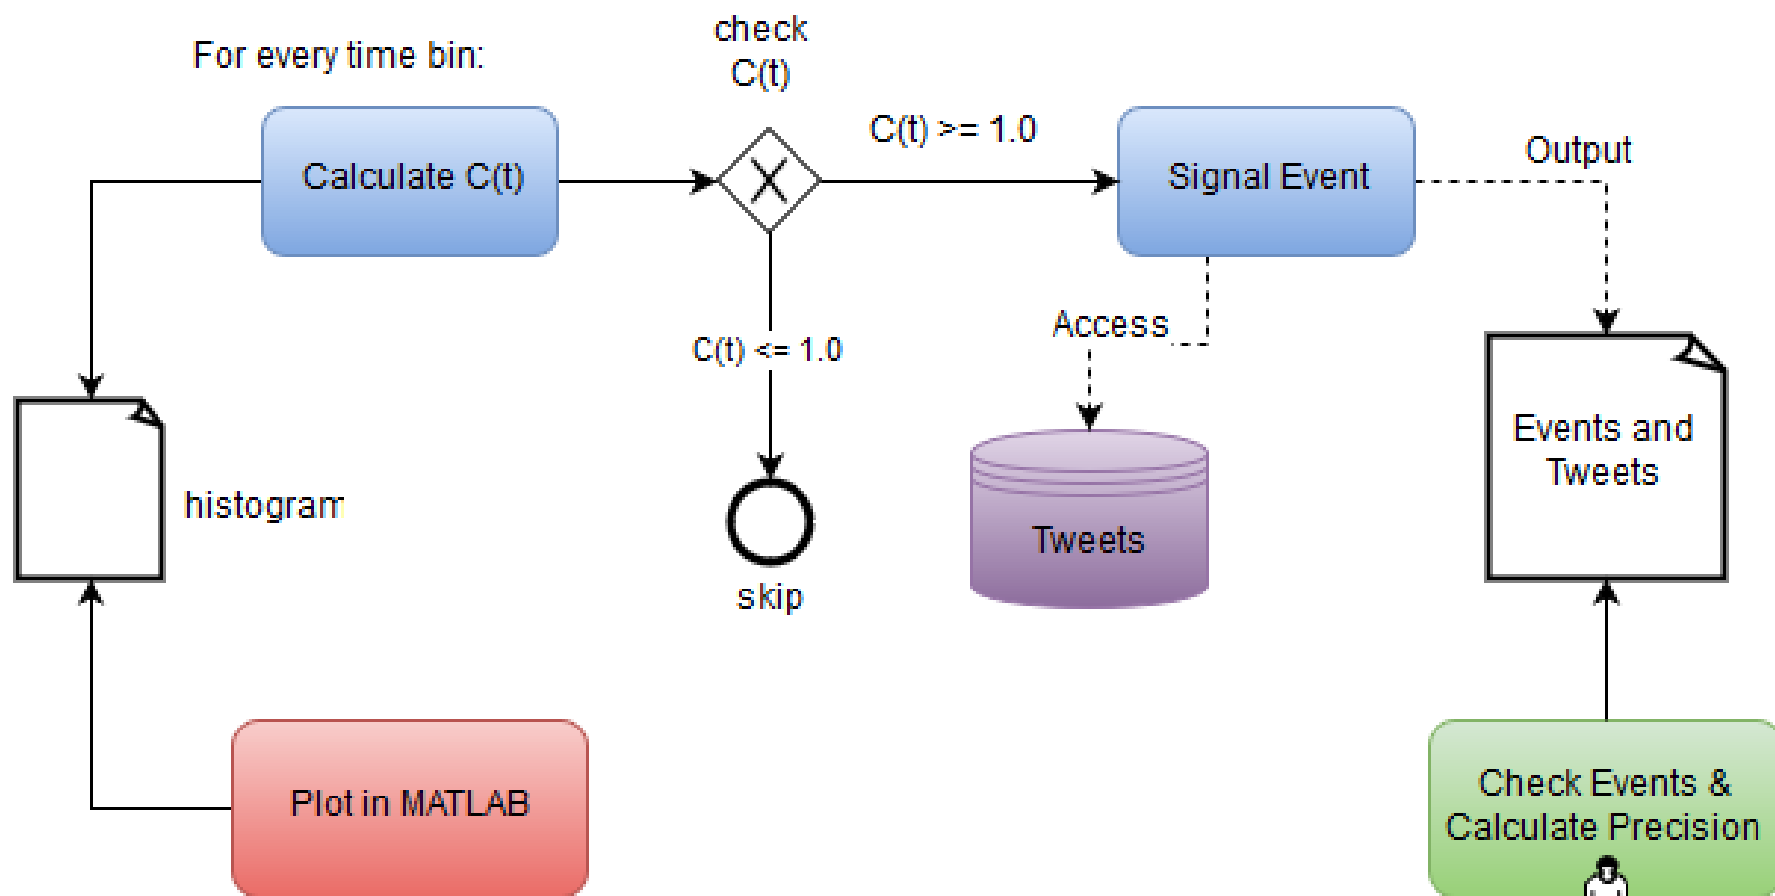 For every time bin:
check
C(t)
Calculate C(t)
C(t) >= 1.0
Signal Event
Output
C(t) <= 1.0
Access
histogram
Tweets
skip
Events and
Tweets
Plot in MATLAB
Check Events &
Calculate Precision